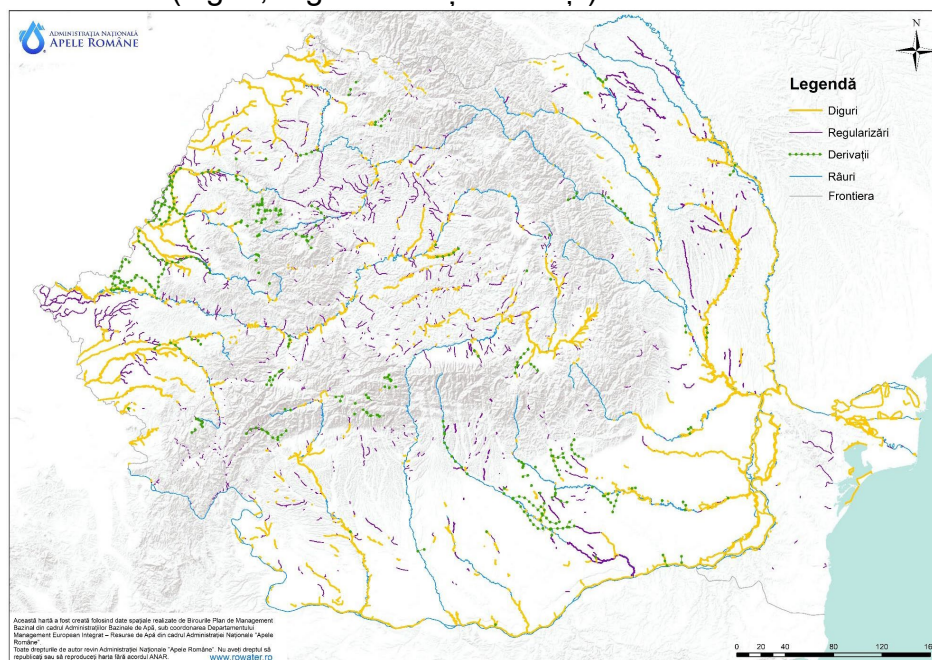 ADMINISTRAȚIA NAȚIONALĂ
APELE ROMÂNE
N
Legendă
Diguri
Regularizări
Derivații
Râuri
Frontiera
Această hartă a fost creată folosind date spațiale realizate de Birourile Plan de Management
Bazinal din cadrul Administrațiilor Bazinale de Apă, sub coordonarea Departamentului
Management European Integrat – Resurse de Apă din cadrul Administrației Naționale "Apele
Române".
Toate drepturile de autor revin Administrației Naționale "Apele Române". Nu aveți dreptul să
republicați sau să reproduceți harta fără acordul ANAR.
www.rowater.ro
0 20 40 80 120